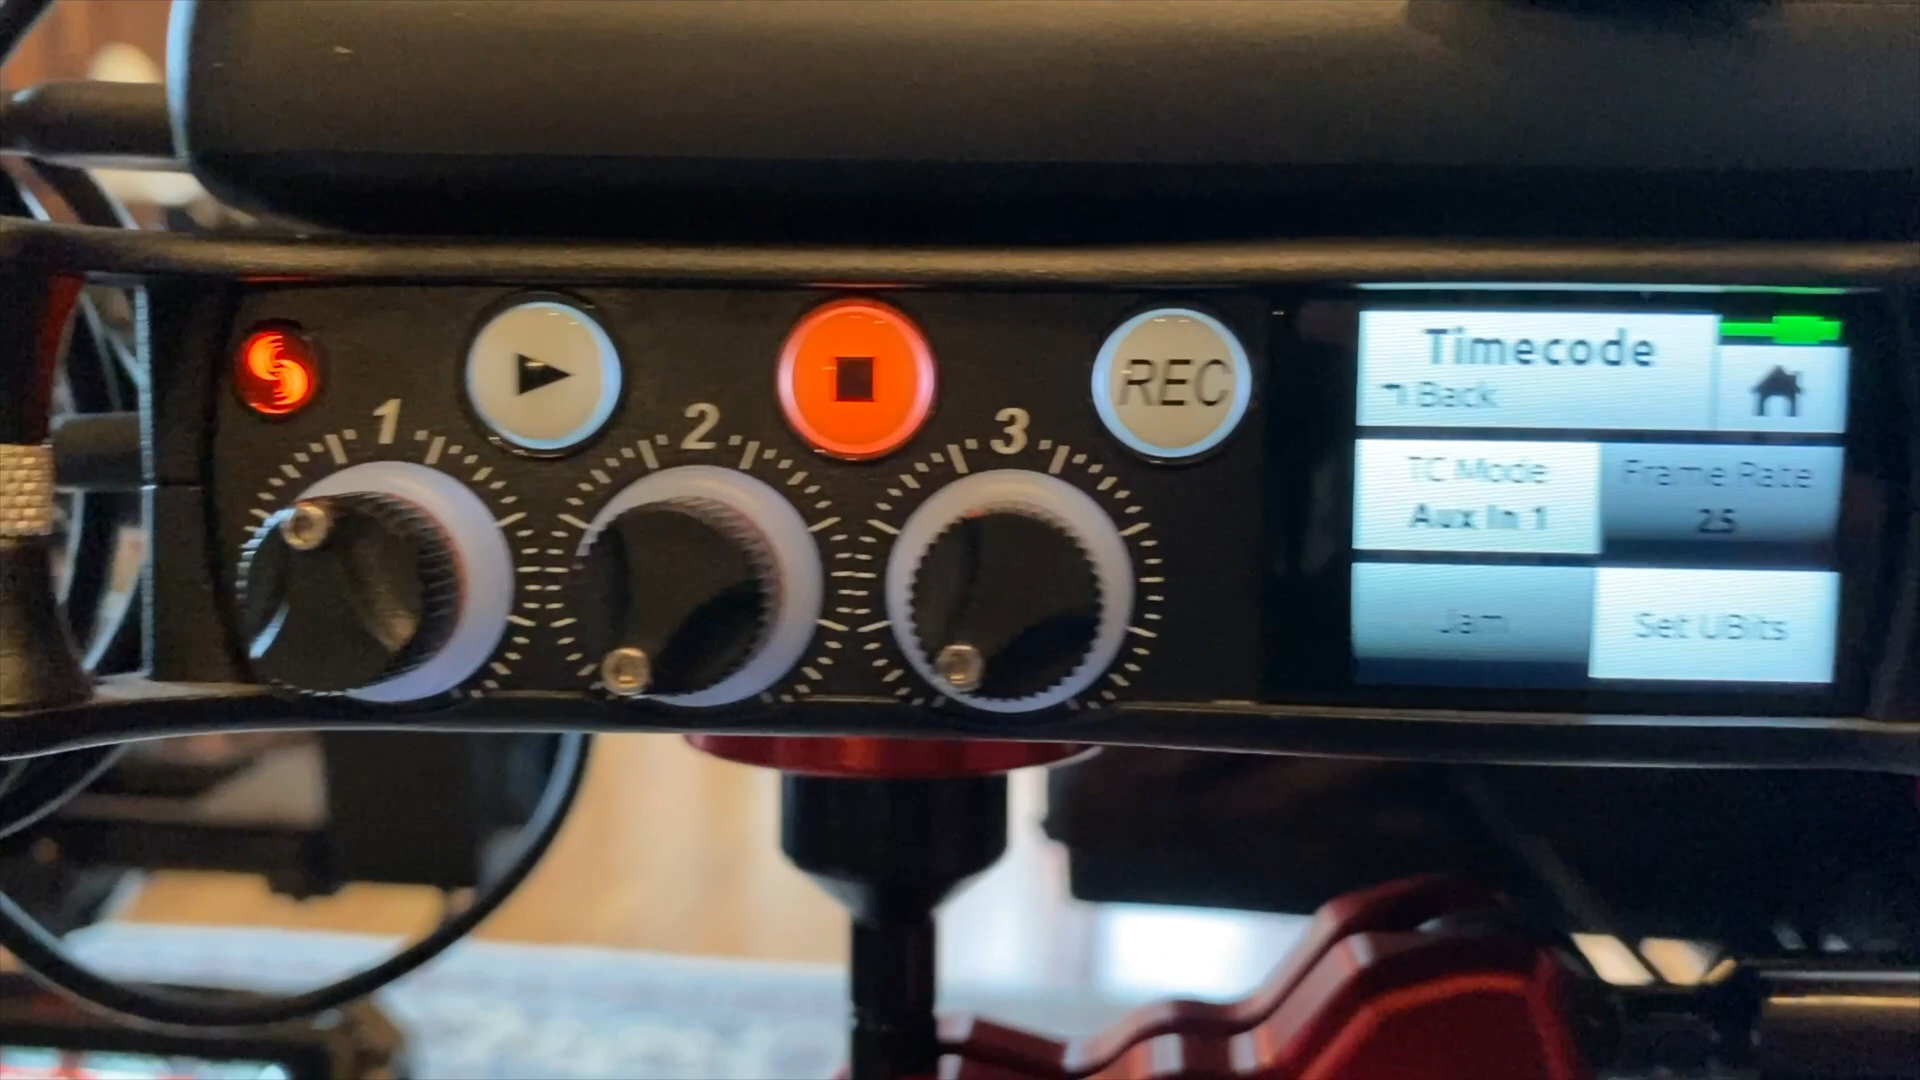 1
2
3
REC
Timecode
Back
TC Mode
Aux In 1
Frame Rate
25
Jam
Set UBits